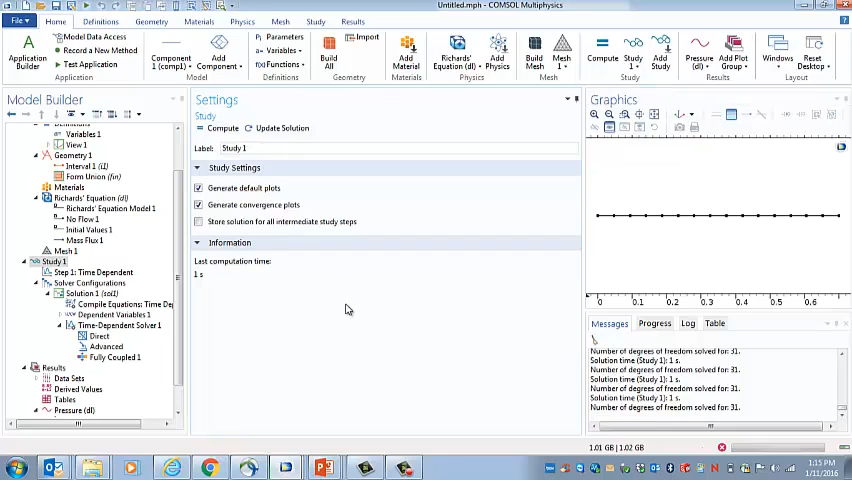 Untitled.mph - COMSOL Multiphysics
File
Home
Definitions
Geometry
Materials
Physics
Mesh
Study
Results
Application Builder
Model Data Access
Record a New Method
Test Application
Application
Component 1 (comp1)
Add Component
Model
Pi Parameters
a= Variables
f(x) Functions
Definitions
Build All
Import
Geometry
Add Material
Materials
Richards' Equation (dl)
Add Physics
Physics
Build Mesh
Mesh 1
Mesh
Compute
Study 1
Add Study
Study
Pressure (dl)
Add Plot Group
Results
Windows
Reset Desktop
Layout
Model Builder
Definitions
Variables 1
View 1
Geometry 1
Interval 1 (i1)
Form Union (fin)
Materials
Richards' Equation (dl)
Richards' Equation Model 1
No Flow 1
Initial Values 1
Mass Flux 1
Mesh 1
Study 1
Step 1: Time Dependent
Solver Configurations
Solution 1 (sol1)
Compile Equations: Time De
Dependent Variables 1
Time-Dependent Solver 1
Direct
Advanced
Fully Coupled 1
Results
Data Sets
Derived Values
Tables
Pressure (dl)
Settings
Study
= Compute
Update Solution
Label: Study 1
Study Settings
Generate default plots
Generate convergence plots
Store solution for all intermediate study steps
Information
Last computation time:
1 s
Graphics
0 0.1 0.2 0.3 0.4 0.5 0.6
Messages
Progress
Log
Table
Number of degrees of freedom solved for: 31.
Solution time (Study 1): 1 s.
Number of degrees of freedom solved for: 31.
Solution time (Study 1): 1 s.
Number of degrees of freedom solved for: 31.
Solution time (Study 1): 1 s.
Number of degrees of freedom solved for: 31.
1.01 GB | 1.02 GB
1:15 PM
1/11/2016